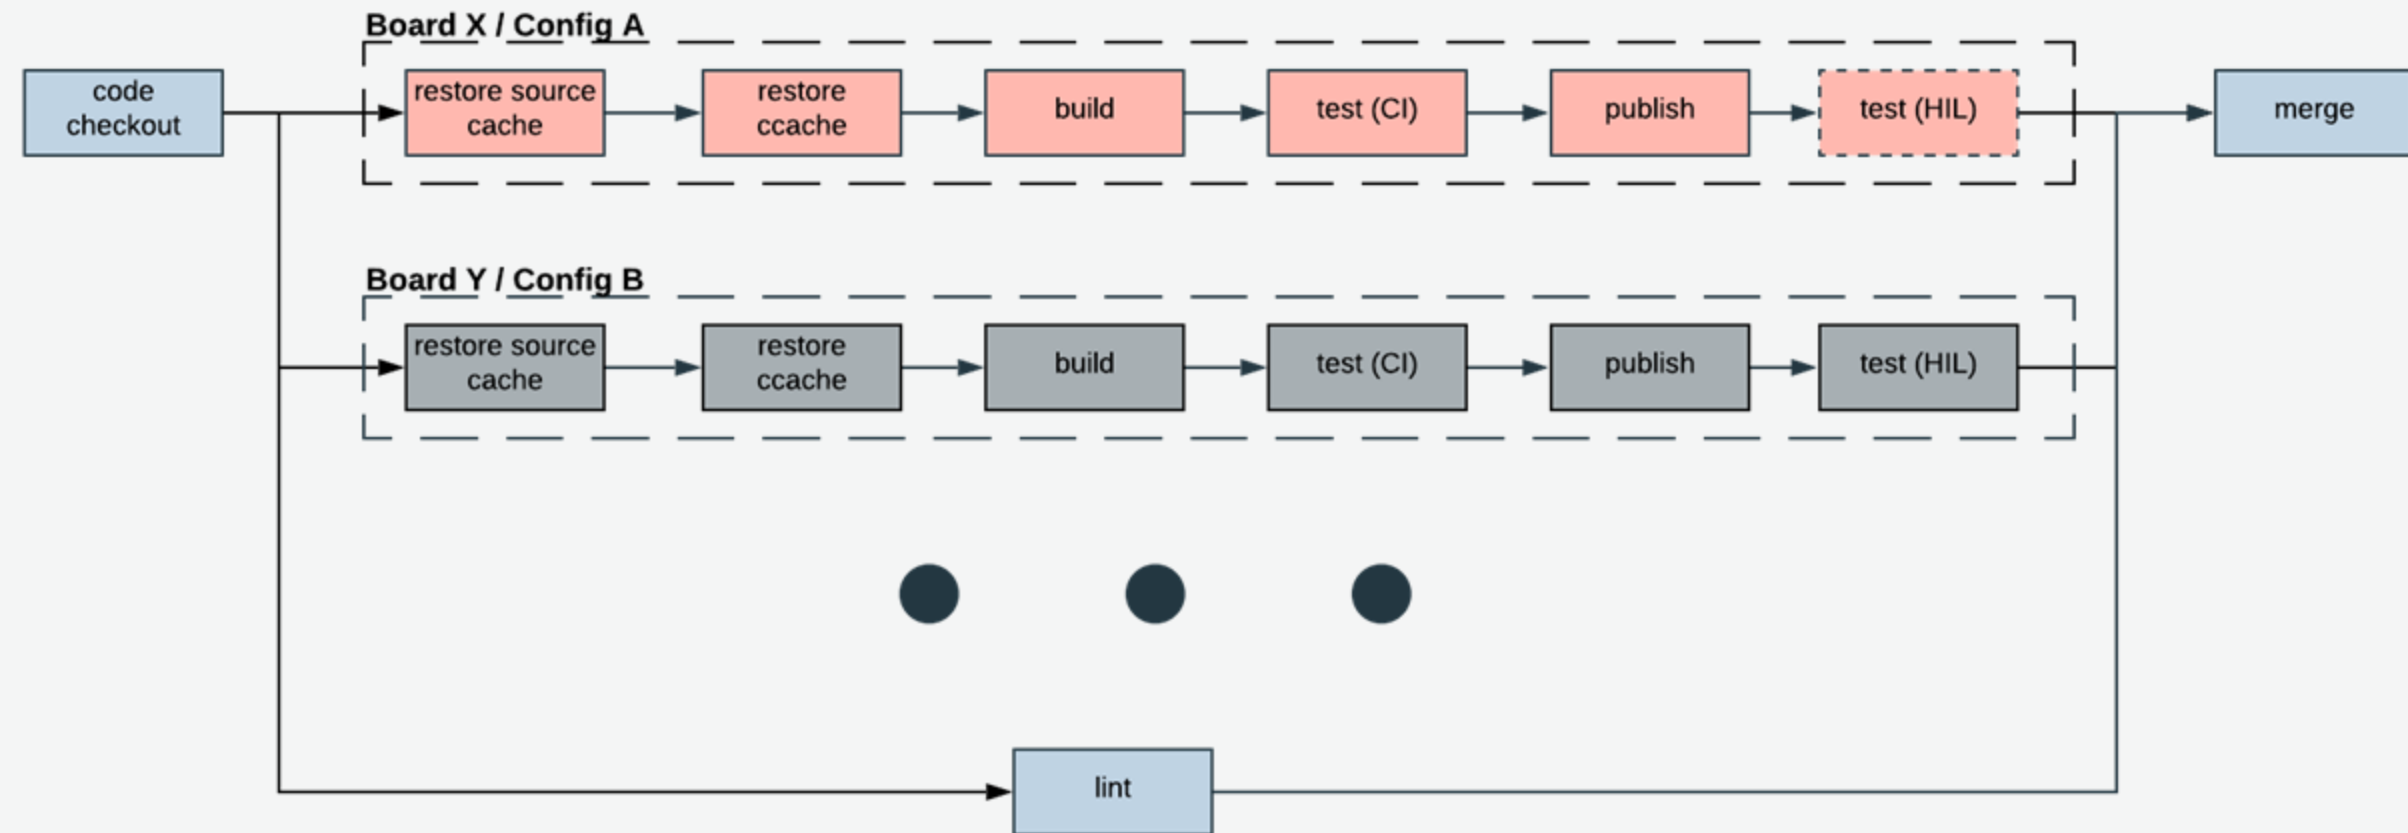 Board X / Config A
code
checkout
restore source
cache
restore
ccache
build
test (CI)
publish
test (HIL)
merge
Board Y / Config B
restore source
cache
restore
ccache
build
test (CI)
publish
test (HIL)
lint